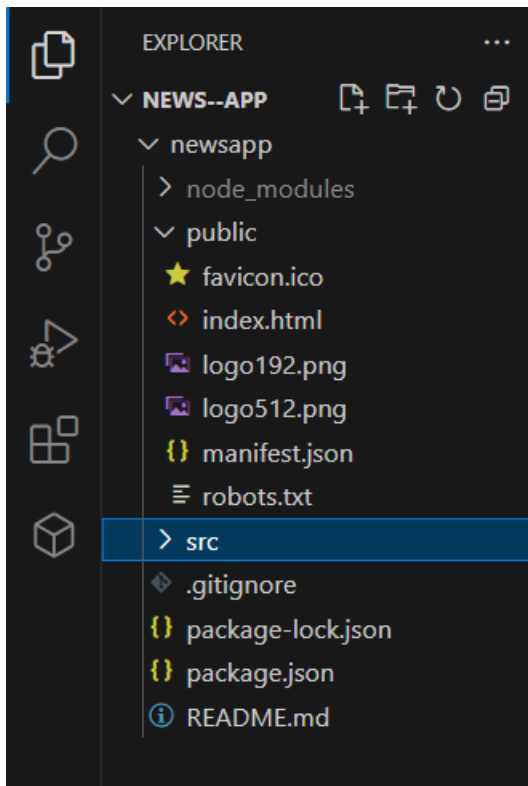 EXPLORER
NEWS--APP
newsapp
node_modules
public
favicon.ico
index.html
logo192.png
logo512.png
manifest.json
robots.txt
src
.gitignore
package-lock.json
package.json
README.md